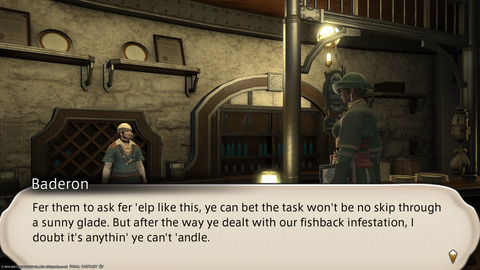 Baderon
Fer them to ask fer 'elp like this, ye can bet the task won't be no skip through
a sunny glade. But after the way ye dealt with our fishback infestation, I
doubt it's anythin' ye can't 'andle.